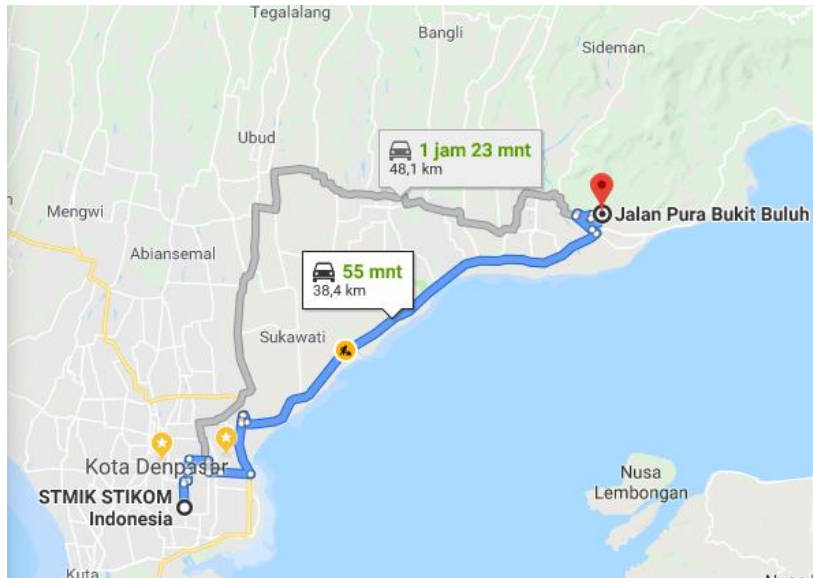 Tegalalang
Bangli
Sideman
Ubud
1 jam 23 mnt
48,1 km
Mengwi
Jalan Pura Bukit Buluh
Abiansemal
55 mnt
38,4 km
Sukawati
Kota Denpasar
Nusa
Lembongan
STMIK STIKOM
Indonesia
Kuta